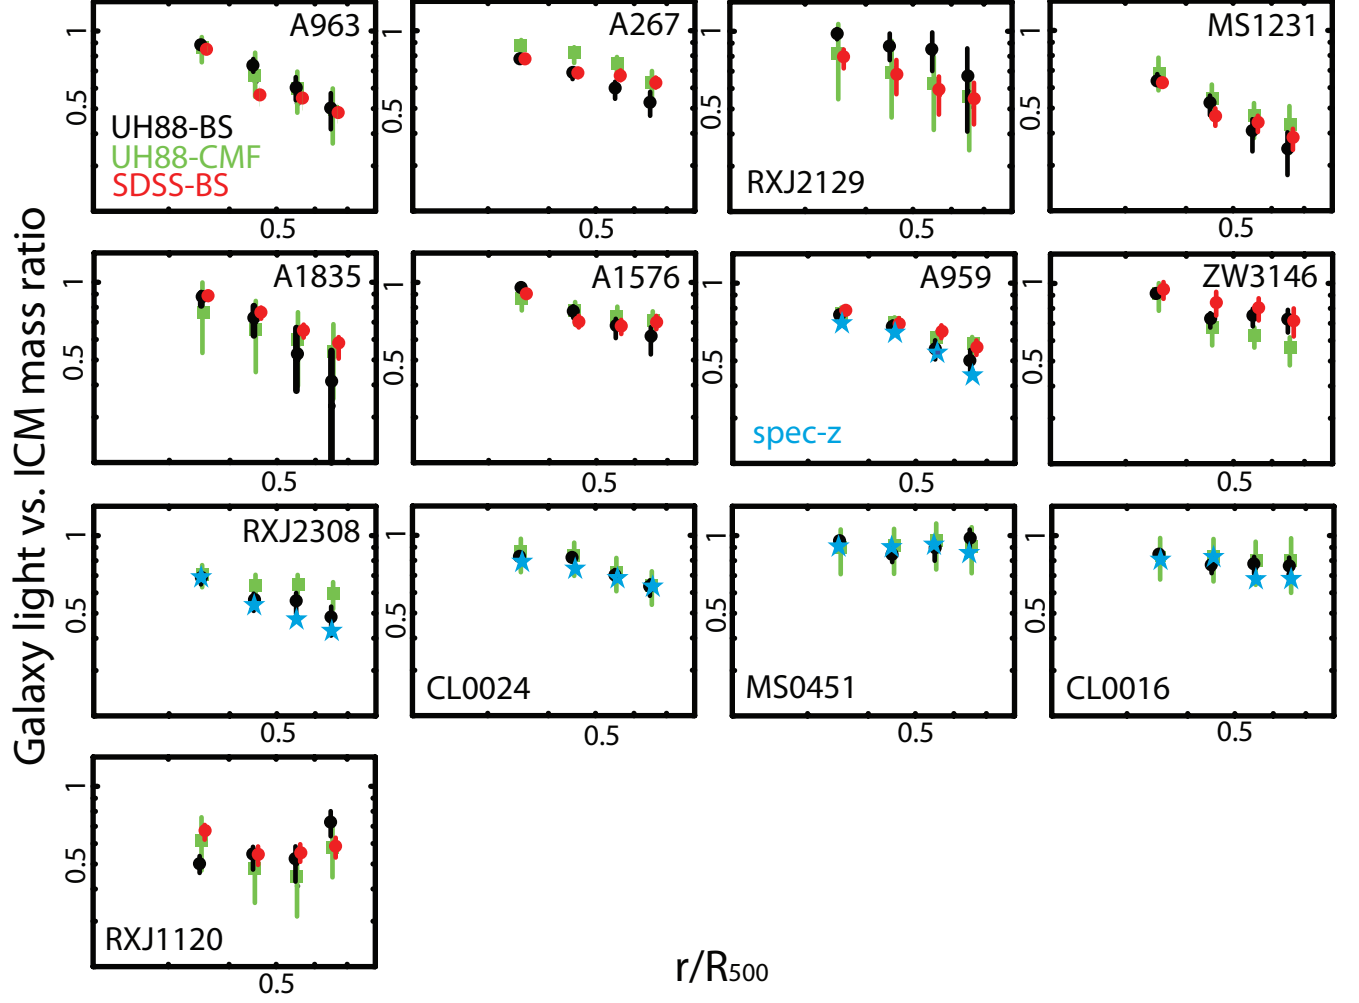 Galaxy light vs. ICM mass ratio
A963
1
0.5
UH88-BS
UH88-CMF
SDSS-BS
0.5
A267
1
0.5
0.5
1
0.5
RXJ2129
0.5
MS1231
1
0.5
0.5
A1835
1
0.5
0.5
A1576
1
0.5
0.5
A959
1
0.5
spec-z
0.5
ZW3146
1
0.5
0.5
RXJ2308
1
0.5
0.5
1
0.5
CL0024
0.5
1
0.5
MS0451
0.5
1
0.5
CL0016
0.5
1
0.5
RXJ1120
0.5
r/R500